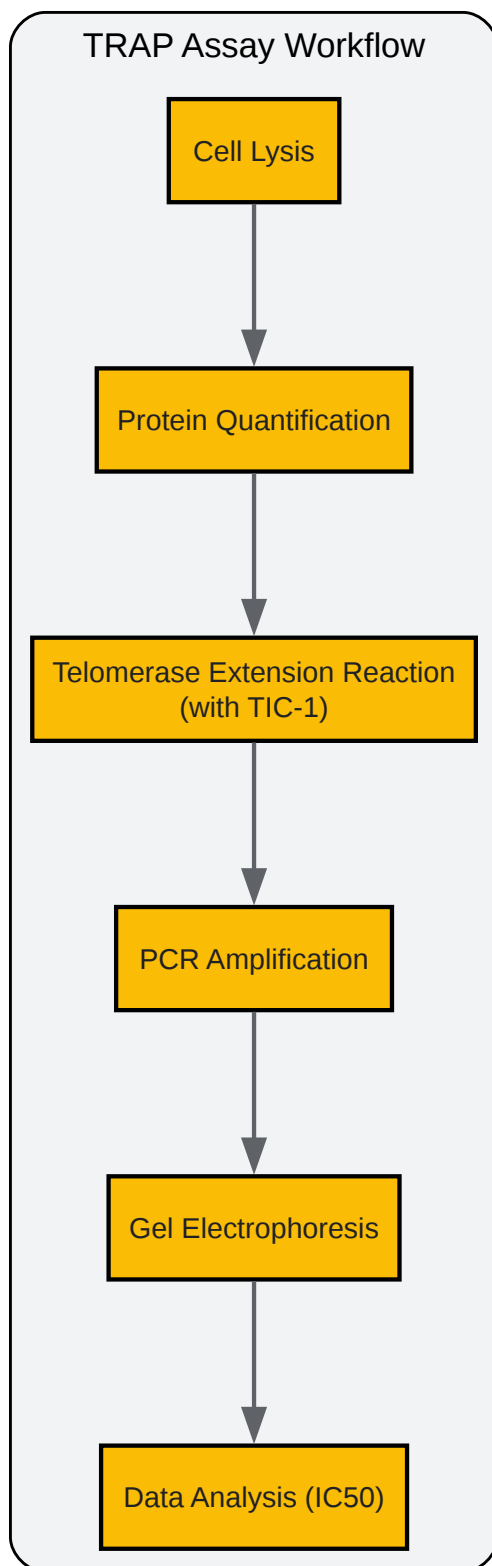 TRAP Assay Workflow
Cell Lysis
Protein Quantification
Telomerase Extension Reaction
(with TIC-1)
PCR Amplification
Gel Electrophoresis
Data Analysis (IC50)